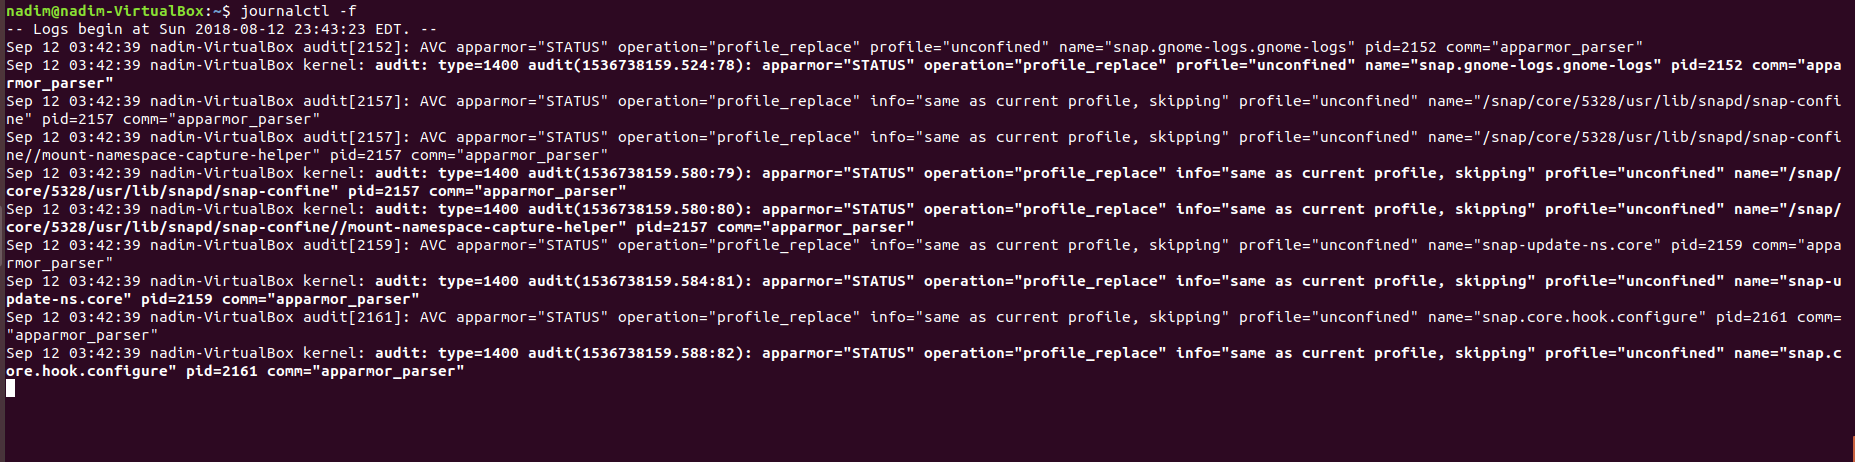 nadim@nadim-VirtualBox:~$ journalctl -f
-- Logs begin at Sun 2018-08-12 23:43:23 EDT. --
Sep 12 03:42:39 nadim-VirtualBox audit[2152]: AVC apparmor="STATUS" operation="profile_replace" profile="unconfined" name="snap.gnome-logs.gnome-logs" pid=2152 comm="apparmor_parser"
Sep 12 03:42:39 nadim-VirtualBox kernel: audit: type=1400 audit(1536738159.524:78): apparmor="STATUS" operation="profile_replace" profile="unconfined" name="snap.gnome-logs.gnome-logs" pid=2152 comm="appa
rmor_parser"
Sep 12 03:42:39 nadim-VirtualBox audit[2157]: AVC apparmor="STATUS" operation="profile_replace" info="same as current profile, skipping" profile="unconfined" name="/snap/core/5328/usr/lib/snapd/snap-confi
ne" pid=2157 comm="apparmor_parser"
Sep 12 03:42:39 nadim-VirtualBox audit[2157]: AVC apparmor="STATUS" operation="profile_replace" info="same as current profile, skipping" profile="unconfined" name="/snap/core/5328/usr/lib/snapd/snap-confi
ne//mount-namespace-capture-helper" pid=2157 comm="apparmor_parser"
Sep 12 03:42:39 nadim-VirtualBox kernel: audit: type=1400 audit(1536738159.580:79): apparmor="STATUS" operation="profile_replace" info="same as current profile, skipping" profile="unconfined" name="/snap/
core/5328/usr/lib/snapd/snap-confine" pid=2157 comm="apparmor_parser"
Sep 12 03:42:39 nadim-VirtualBox kernel: audit: type=1400 audit(1536738159.580:80): apparmor="STATUS" operation="profile_replace" info="same as current profile, skipping" profile="unconfined" name="/snap/
core/5328/usr/lib/snapd/snap-confine//mount-namespace-capture-helper" pid=2157 comm="apparmor_parser"
Sep 12 03:42:39 nadim-VirtualBox audit[2159]: AVC apparmor="STATUS" operation="profile_replace" info="same as current profile, skipping" profile="unconfined" name="snap-update-ns.core" pid=2159 comm="appa
rmor_parser"
Sep 12 03:42:39 nadim-VirtualBox kernel: audit: type=1400 audit(1536738159.584:81): apparmor="STATUS" operation="profile_replace" info="same as current profile, skipping" profile="unconfined" name="snap-u
pdate-ns.core" pid=2159 comm="apparmor_parser"
Sep 12 03:42:39 nadim-VirtualBox audit[2161]: AVC apparmor="STATUS" operation="profile_replace" info="same as current profile, skipping" profile="unconfined" name="snap.core.hook.configure" pid=2161 comm=
"apparmor_parser"
Sep 12 03:42:39 nadim-VirtualBox kernel: audit: type=1400 audit(1536738159.588:82): apparmor="STATUS" operation="profile_replace" info="same as current profile, skipping" profile="unconfined" name="snap.c
ore.hook.configure" pid=2161 comm="apparmor_parser"